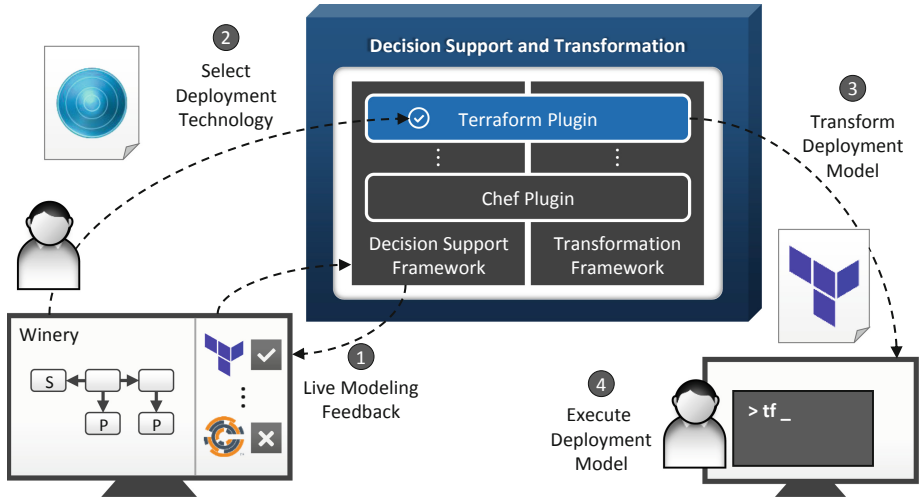 2
Select
Deployment
Technology
Decision Support and Transformation
Terraform Plugin
⋮ ⋮
Chef Plugin
Decision Support
Framework
Transformation
Framework
3
Transform
Deployment
Model
Winery
S
P P
⋮
1
Live Modeling
Feedback
4
Execute
Deployment
Model
> tf _